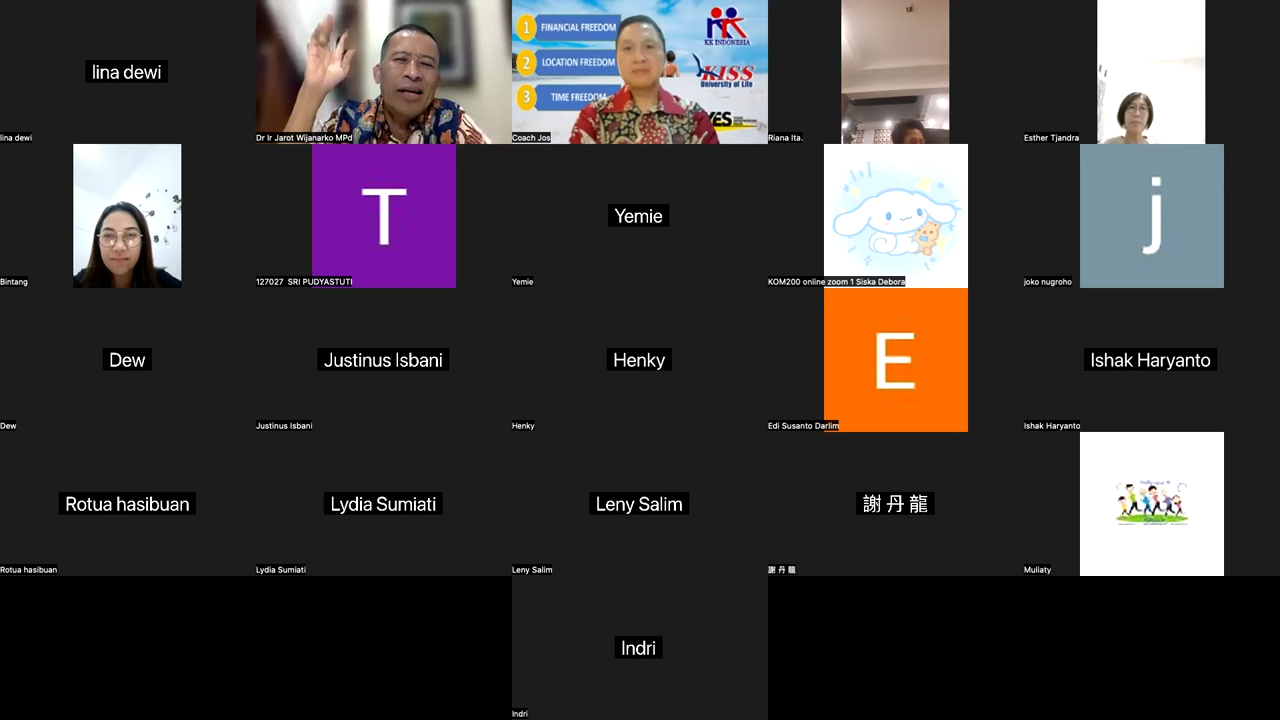 lina dewi
lina dewi
Dr Ir Jarot Wijanarko MPd
1 FINANCIAL FREEDOM
2 LOCATION FREEDOM
3 TIME FREEDOM
KK INDONESIA
KISS
University of Life
YES
Coach Jos
Riana Ita.
Esther Tjandra
Bintang
T
127027 SRI PUDYASTUTI
Yemie
Yemie
KOM200 online zoom 1 Siska Debora
j
joko nugroho
Dew
Dew
Justinus Isbani
Justinus Isbani
Henky
Henky
E
Edi Susanto Darlim
Ishak Haryanto
Ishak Haryanto
Rotua hasibuan
Rotua hasibuan
Lydia Sumiati
Lydia Sumiati
Leny Salim
Leny Salim
謝 丹 龍
謝 丹 龍
Muliaty
Indri
Indri